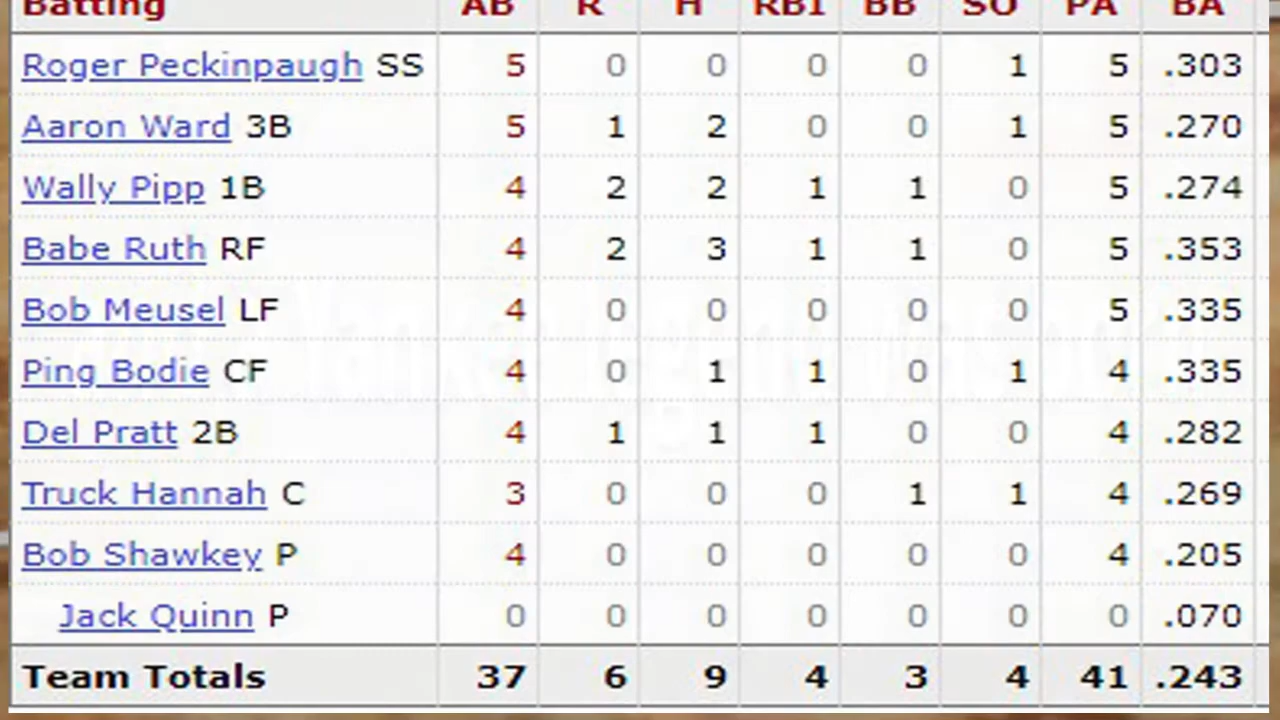 Batting AB R H RBI BB SO PA BA
Roger Peckinpaugh SS 5 0 0 0 0 1 5 .303
Aaron Ward 3B 5 1 2 0 0 1 5 .270
Wally Pipp 1B 4 2 2 1 1 0 5 .274
Babe Ruth RF 4 2 3 1 1 0 5 .353
Bob Meusel LF 4 0 0 0 0 0 5 .335
Ping Bodie CF 4 0 1 1 0 1 4 .335
Del Pratt 2B 4 1 1 1 0 0 4 .282
Truck Hannah C 3 0 0 0 1 1 4 .269
Bob Shawkey P 4 0 0 0 0 0 4 .205
Jack Quinn P 0 0 0 0 0 0 0 .070
Team Totals 37 6 9 4 3 4 41 .243